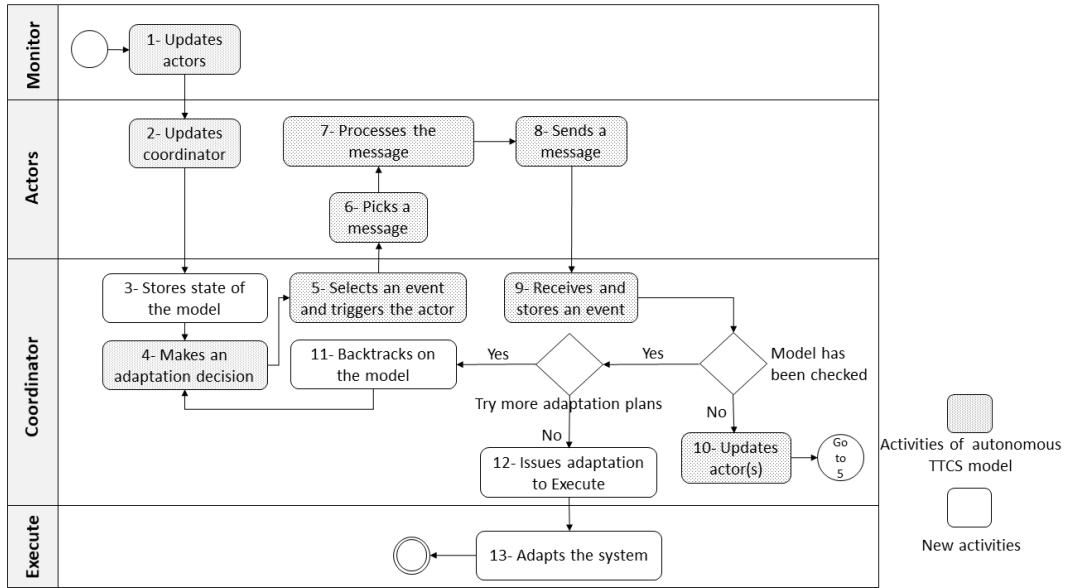 Monitor
1- Updates
actors
Actors
2- Updates
coordinator
7- Processes the
message
8- Sends a
message
6- Picks a
message
Coordinator
3- Stores state of
the model
5- Selects an event
and triggers the actor
9- Receives and
stores an event
4- Makes an
adaptation decision
11- Backtracks on
the model
Yes
Yes
Model has
been checked
Try more adaptation plans
No
No
12- Issues adaptation
to Execute
10- Updates
actor(s)
Go
to
5
Execute
13- Adapts the system
Activities of autonomous
TTCS model
New activities